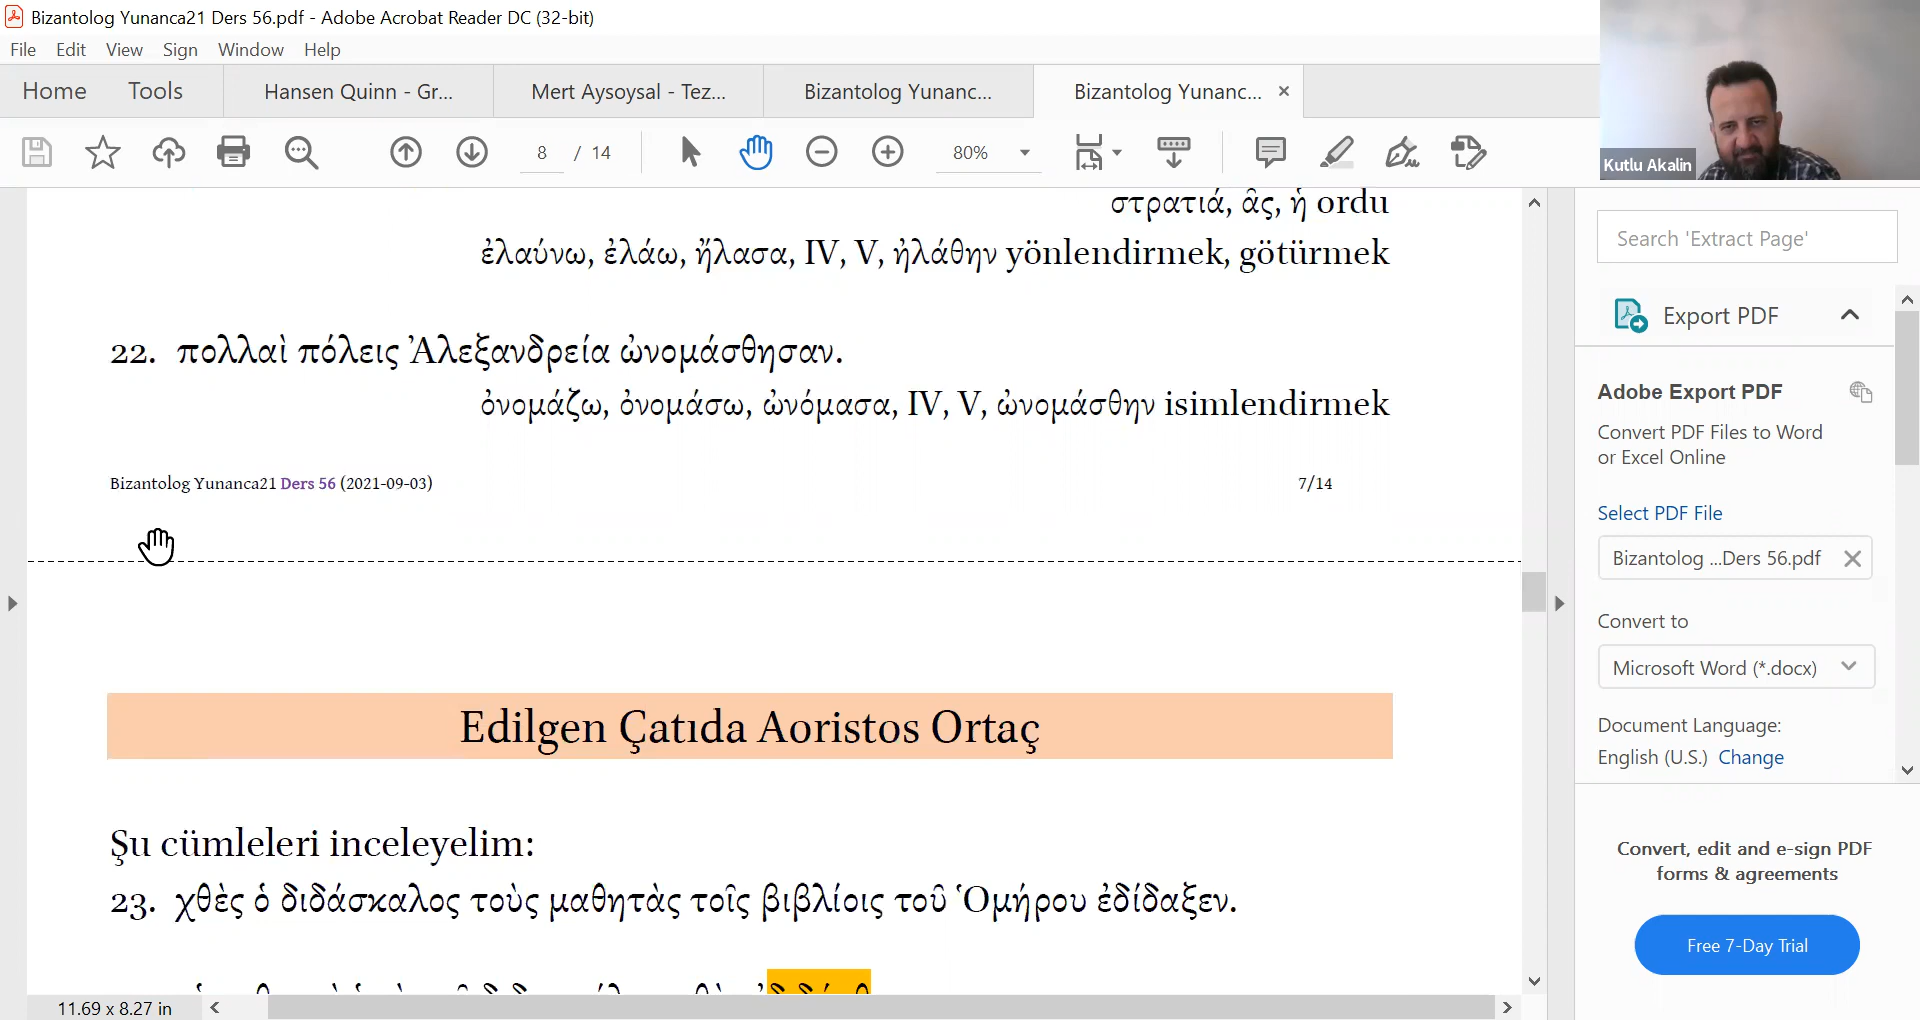 Bizantolog Yunanca21 Ders 56.pdf - Adobe Acrobat Reader DC (32-bit)
File Edit View Sign Window Help
Home Tools Hansen Quinn - Gr... Mert Aysoysal - Tez... Bizantolog Yunanc... Bizantolog Yunanc... ×
8 / 14 80%
Kutlu Akalin
στρατιά, ᾶς, ἡ ordu
ἐλαύνω, ἐλάω, ἤλασα, IV, V, ἠλάθην yönlendirmek, götürmek
22. πολλαὶ πόλεις Ἀλεξανδρεία ὠνομάσθησαν.
ὀνομάζω, ὀνομάσω, ὠνόμασα, IV, V, ὠνομάσθην isimlendirmek
Bizantolog Yunanca21 Ders 56 (2021-09-03) 7/14
Edilgen Çatıda Aoristos Ortaç
Şu cümleleri inceleyelim:
23. χθὲς ὁ διδάσκαλος τοὺς μαθητὰς τοῖς βιβλίοις τοῦ Ὁμήρου ἐδίδαξεν.
11.69 x 8.27 in
Search 'Extract Page'
Export PDF
Adobe Export PDF
Convert PDF Files to Word
or Excel Online
Select PDF File
Bizantolog ...Ders 56.pdf
Convert to
Microsoft Word (*.docx)
Document Language:
English (U.S.) Change
Convert, edit and e-sign PDF
forms & agreements
Free 7-Day Trial